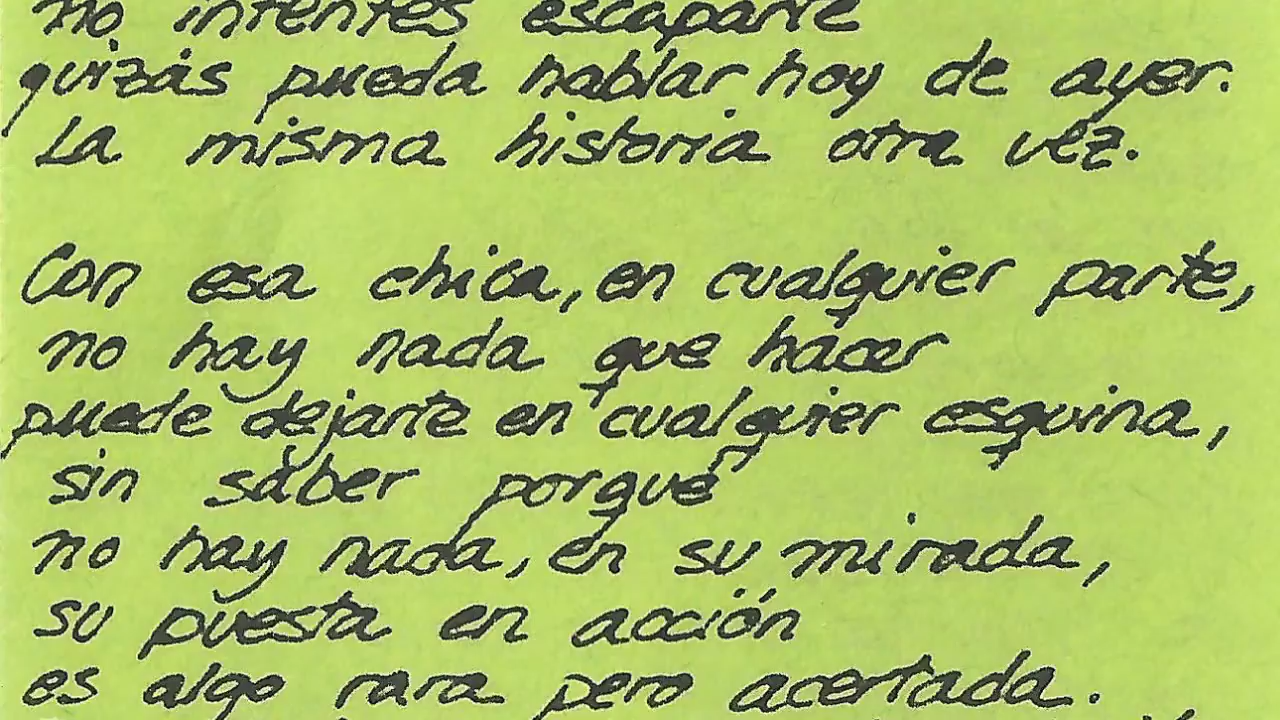 no intentes escaparte
quizás pueda hablar hoy de ayer.
La misma historia otra vez.
Con esa chica, en cualquier parte,
no hay nada que hacer
puede dejarte en cualquier esquina,
sin saber porqué
no hay nada, en su mirada,
su puesta en acción
es algo rara pero acertada.